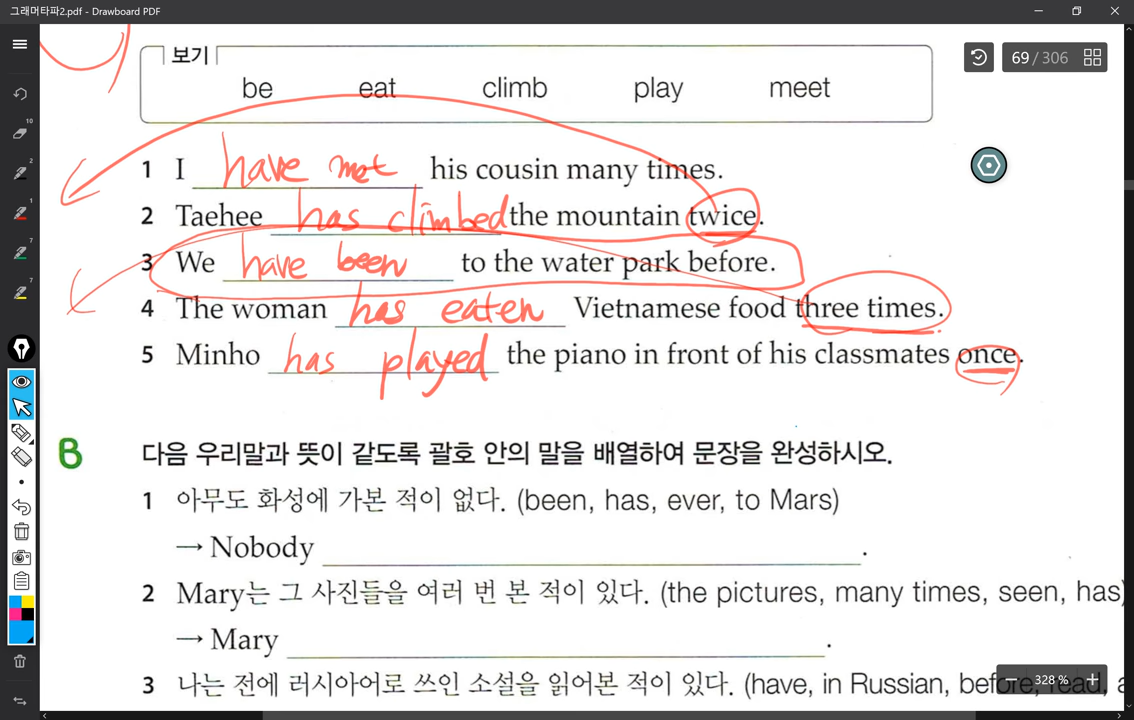 그래머타파2.pdf - Drawboard PDF
69 / 306
보기
be eat climb play meet
1 I have met his cousin many times.
2 Taehee has climbed the mountain twice.
3 We have been to the water park before.
4 The woman has eaten Vietnamese food three times.
5 Minho has played the piano in front of his classmates once.
B 다음 우리말과 뜻이 같도록 괄호 안의 말을 배열하여 문장을 완성하시오.
1 아무도 화성에 가본 적이 없다. (been, has, ever, to Mars)
→ Nobody .
2 Mary는 그 사진들을 여러 번 본 적이 있다. (the pictures, many times, seen, has)
→ Mary .
3 나는 전에 러시아어로 쓰인 소설을 읽어본 적이 있다. (have, in Russian, before, read, a
328 %
10
2
1
7
7